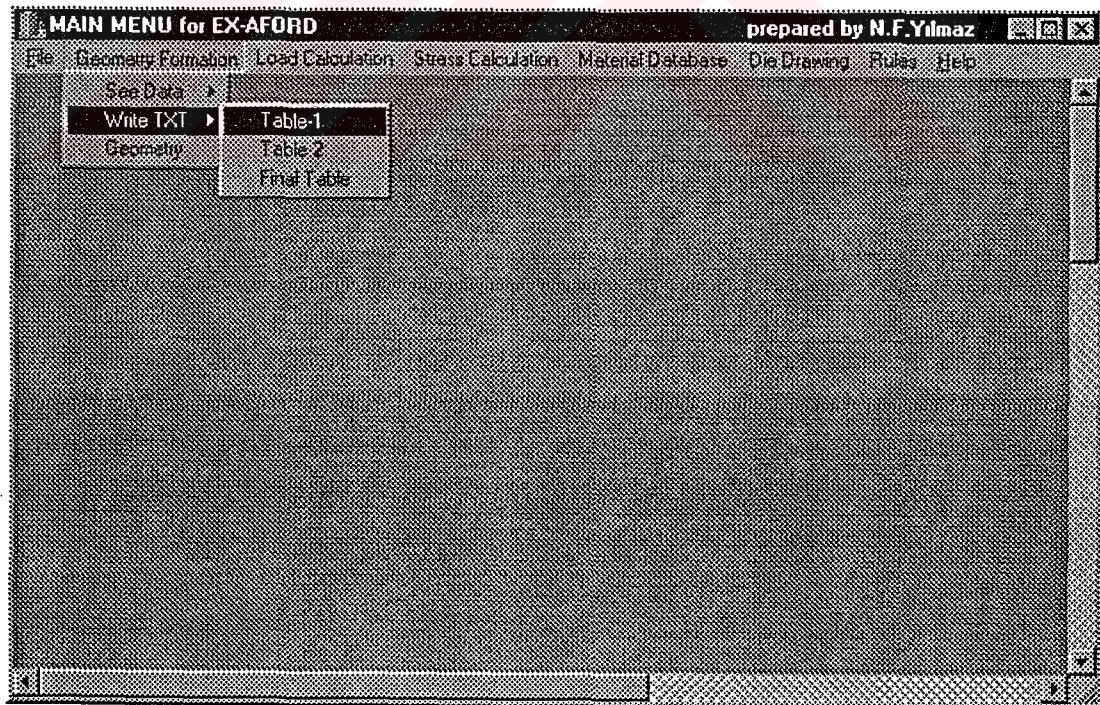 MAIN MENU for EX-AFORD prepared by N.F.Yılmaz
File Geometry Formation Load Calculation Stress Calculation Material Database Die Drawing Rules Help
See Data
Write TXT Table-1
Geometry Table 2
Final Table